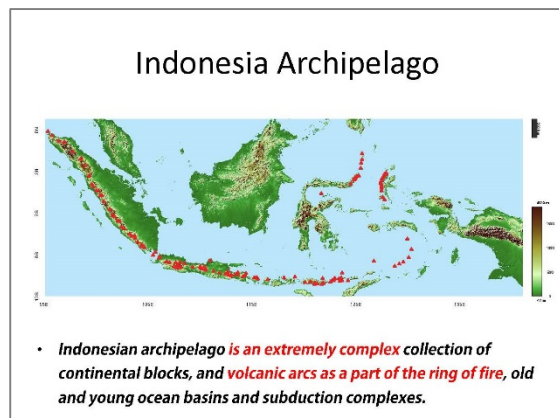 Indonesia Archipelago
• Indonesian archipelago is an extremely complex collection of
continental blocks, and volcanic arcs as a part of the ring of fire, old
and young ocean basins and subduction complexes.